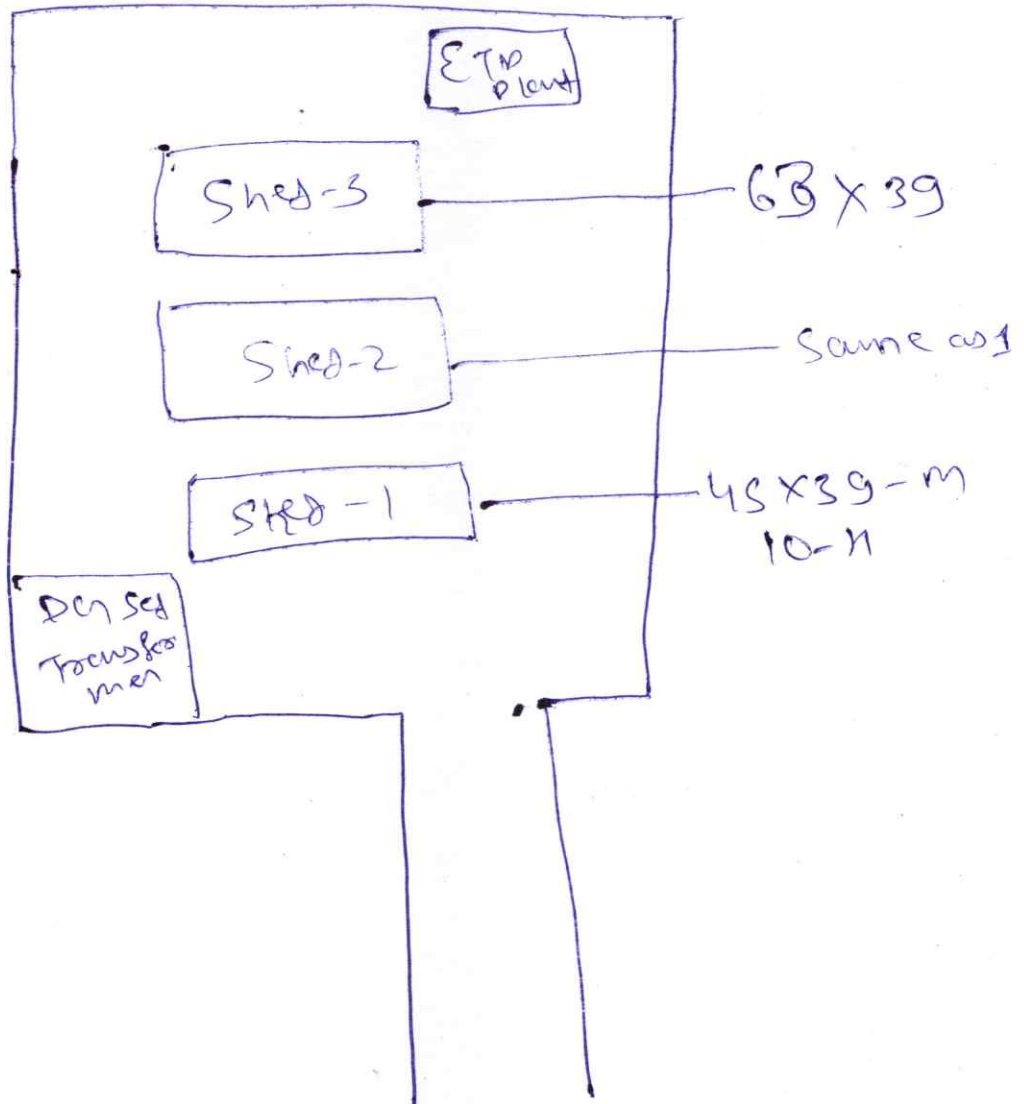 ETP
Plant
Shed-3
63 X 39
Shed-2
Same as 1
Shed-1
45 X 39-m
10-H
DG Set
Transfor
mer